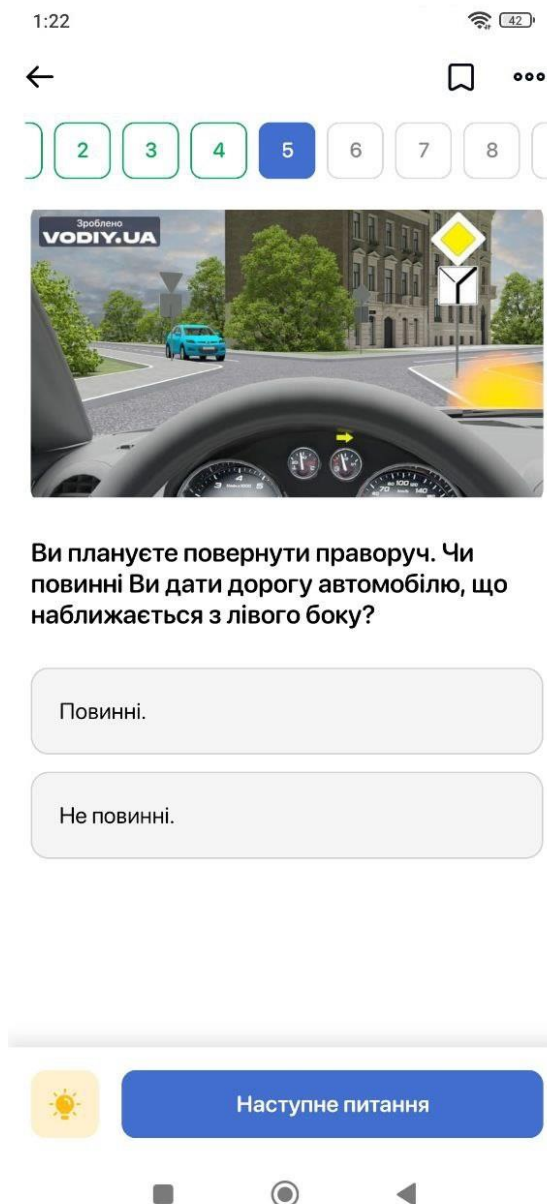 1:22
42
2 3 4 5 6 7 8
Зроблено
VODIY.UA
Ви плануєте повернути праворуч. Чи
повинні Ви дати дорогу автомобілю, що
наближається з лівого боку?
Повинні.
Не повинні.
Наступне питання